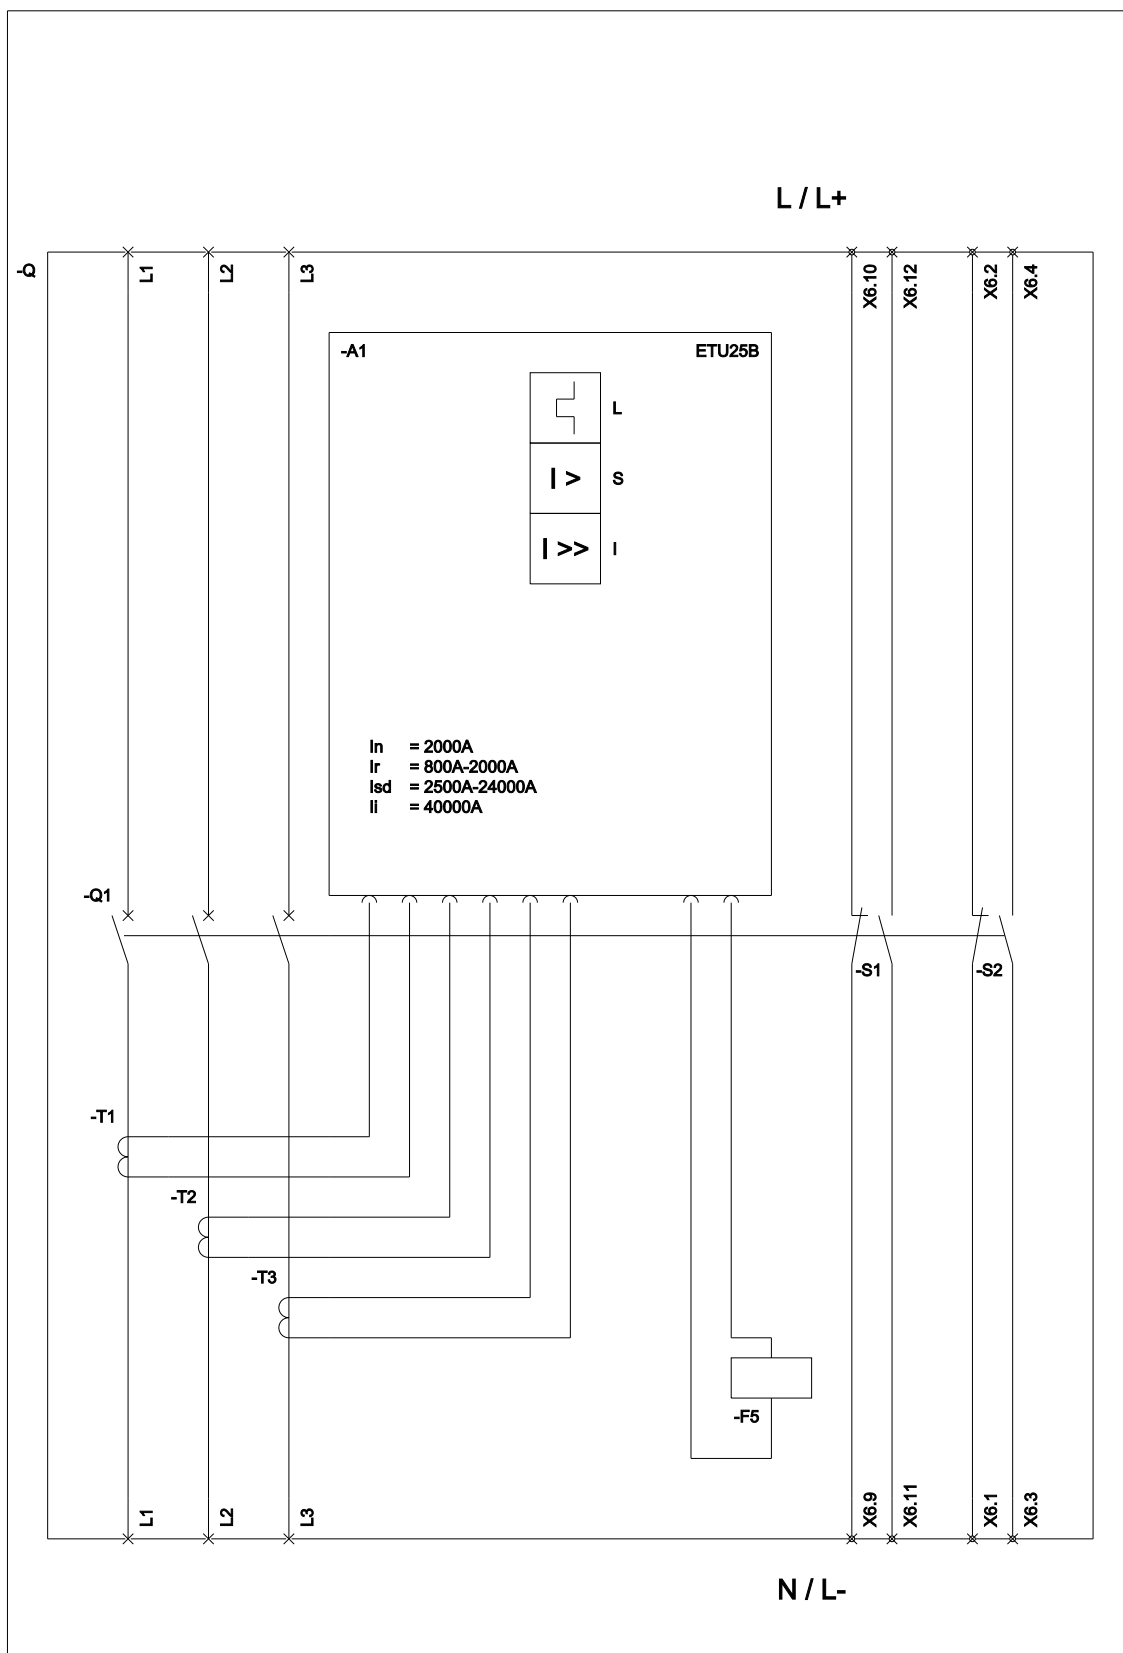 L / L+
-Q
L1
L2
L3
X6.10
X6.12
X6.2
X6.4
-A1
ETU25B
L
I >
S
I >>
I
In = 2000A
Ir = 800A-2000A
Isd = 2500A-24000A
Ii = 40000A
-Q1
-S1
-S2
-T1
-T2
-T3
-F5
L1
L2
L3
X6.9
X6.11
X6.1
X6.3
N / L-